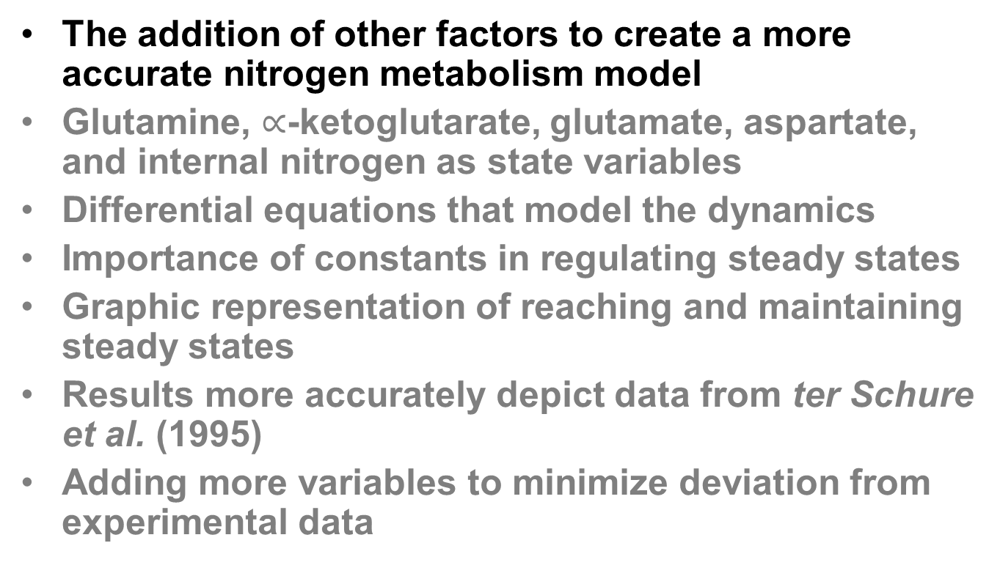 • The addition of other factors to create a more
accurate nitrogen metabolism model
• Glutamine, ∝-ketoglutarate, glutamate, aspartate,
and internal nitrogen as state variables
• Differential equations that model the dynamics
• Importance of constants in regulating steady states
• Graphic representation of reaching and maintaining
steady states
• Results more accurately depict data from ter Schure
et al. (1995)
• Adding more variables to minimize deviation from
experimental data